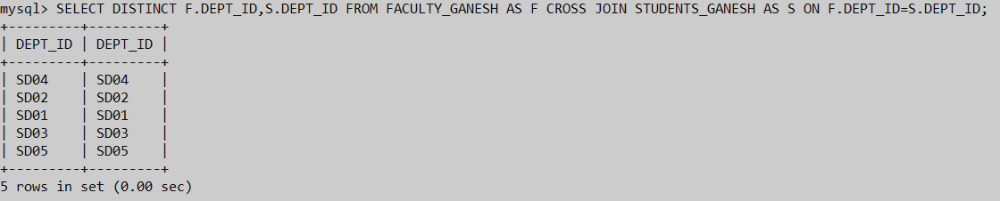 mysql> SELECT DISTINCT F.DEPT_ID,S.DEPT_ID FROM FACULTY_GANESH AS F CROSS JOIN STUDENTS_GANESH AS S ON F.DEPT_ID=S.DEPT_ID;
+---------+---------+
| DEPT_ID | DEPT_ID |
+---------+---------+
| SD04    | SD04    |
| SD02    | SD02    |
| SD01    | SD01    |
| SD03    | SD03    |
| SD05    | SD05    |
+---------+---------+
5 rows in set (0.00 sec)